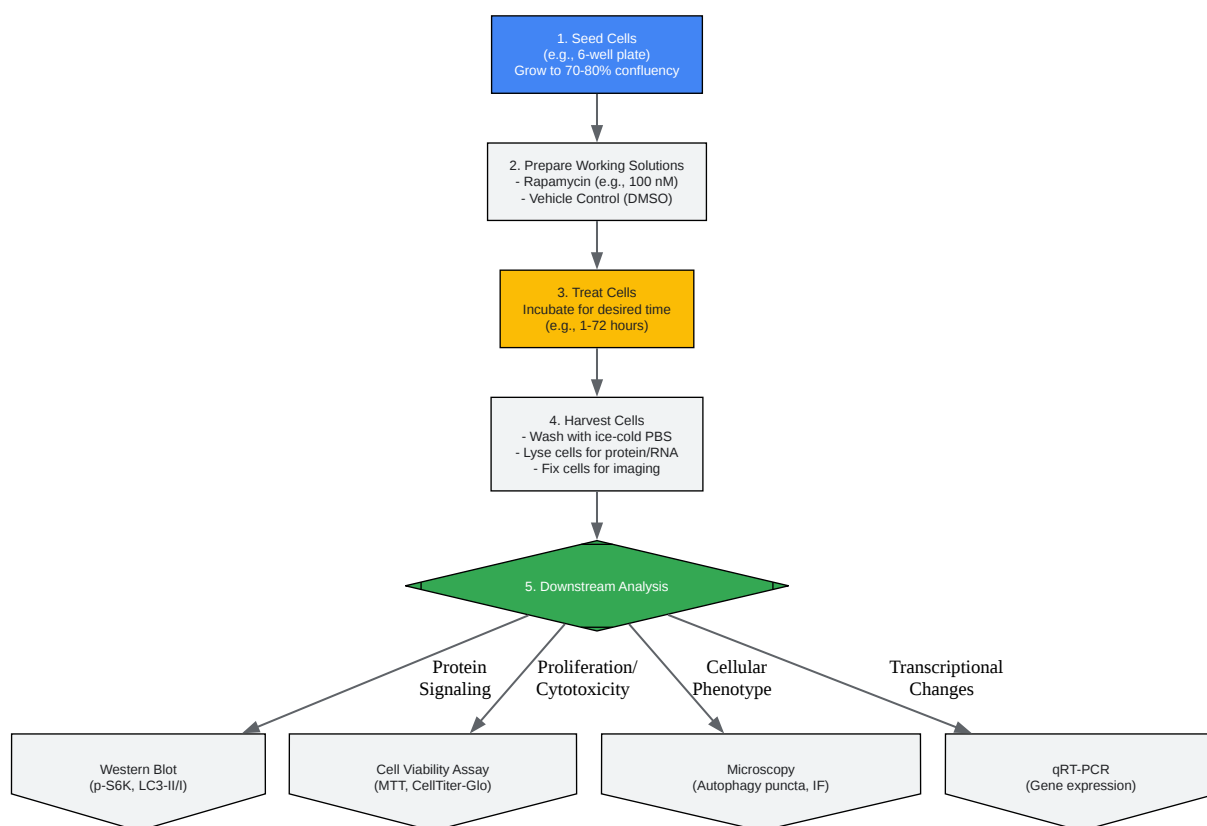 1. Seed Cells
(e.g., 6-well plate)
Grow to 70-80% confluency
2. Prepare Working Solutions
- Rapamycin (e.g., 100 nM)
- Vehicle Control (DMSO)
3. Treat Cells
Incubate for desired time
(e.g., 1-72 hours)
4. Harvest Cells
- Wash with ice-cold PBS
- Lyse cells for protein/RNA
- Fix cells for imaging
5. Downstream Analysis
Protein
Signaling
Proliferation/
Cytotoxicity
Cellular
Phenotype
Transcriptional
Changes
Western Blot
(p-S6K, LC3-II/I)
Cell Viability Assay
(MTT, CellTiter-Glo)
Microscopy
(Autophagy puncta, IF)
qRT-PCR
(Gene expression)